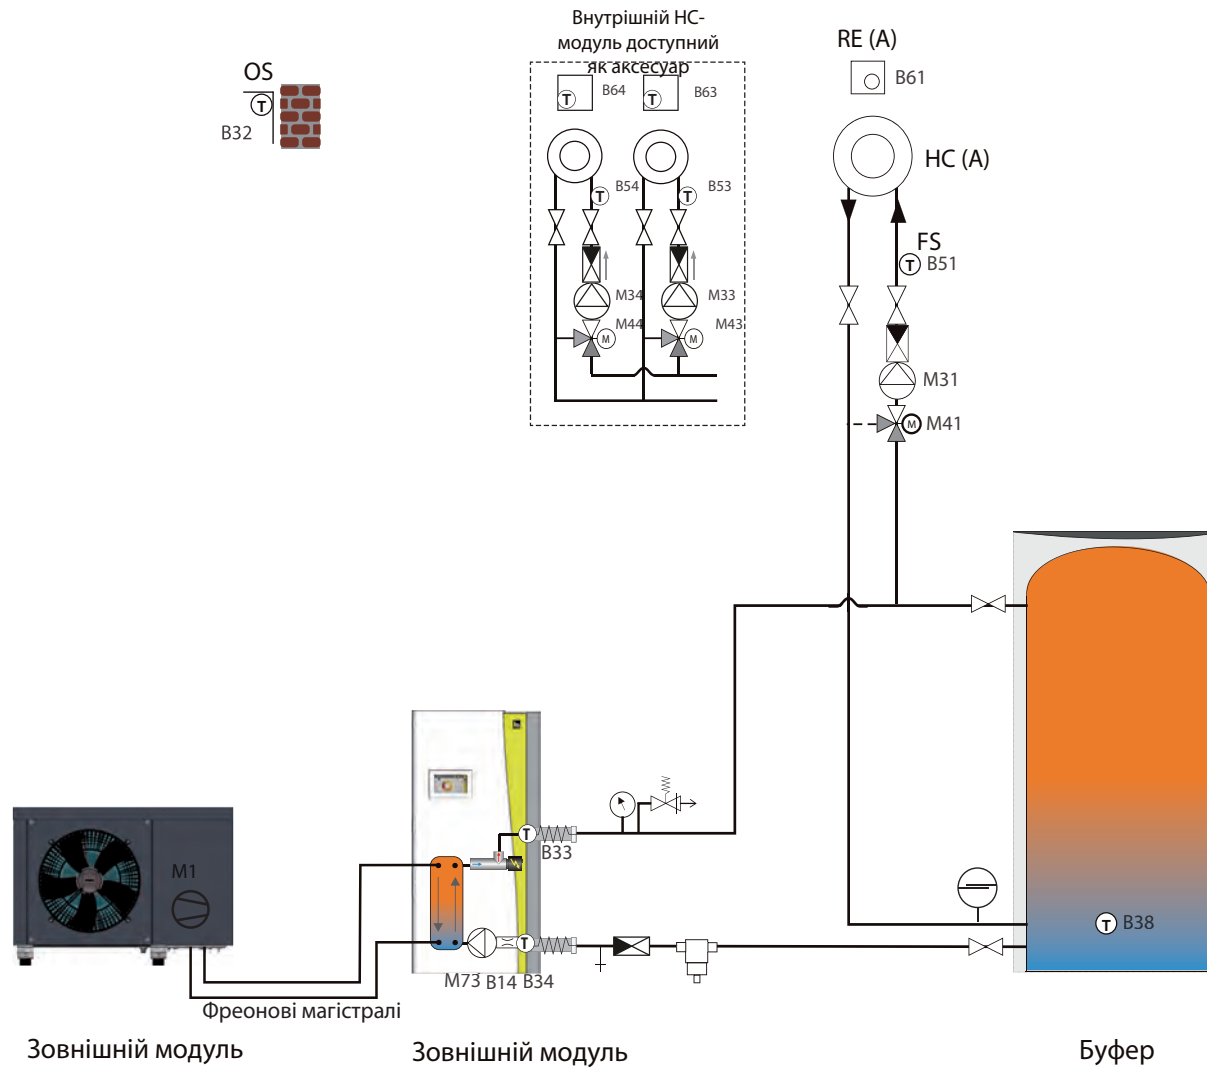 Внутрішній НС-
модуль доступний
як аксесуар
RE (A)
B61
OS
T
B32
T
B64
T
B63
HC (A)
T
B54
T
B53
FS
T
B51
M34
M33
M44
M
M43
M
M31
M
M41
M1
T
B33
T
B38
T
M73
B14
B34
Фреонові магістралі
Зовнішній модуль
Зовнішній модуль
Буфер